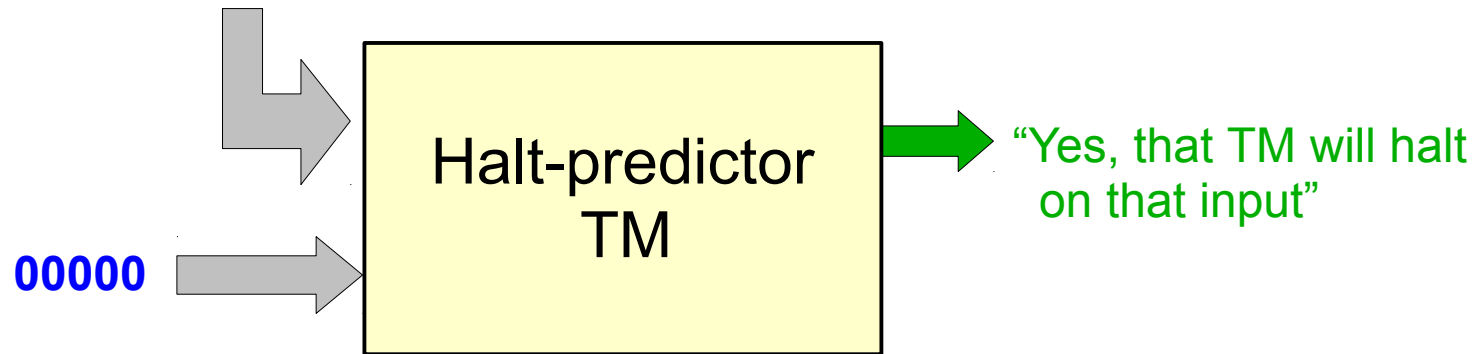 Halt-predictor
TM
00000
“Yes, that TM will halt
on that input”